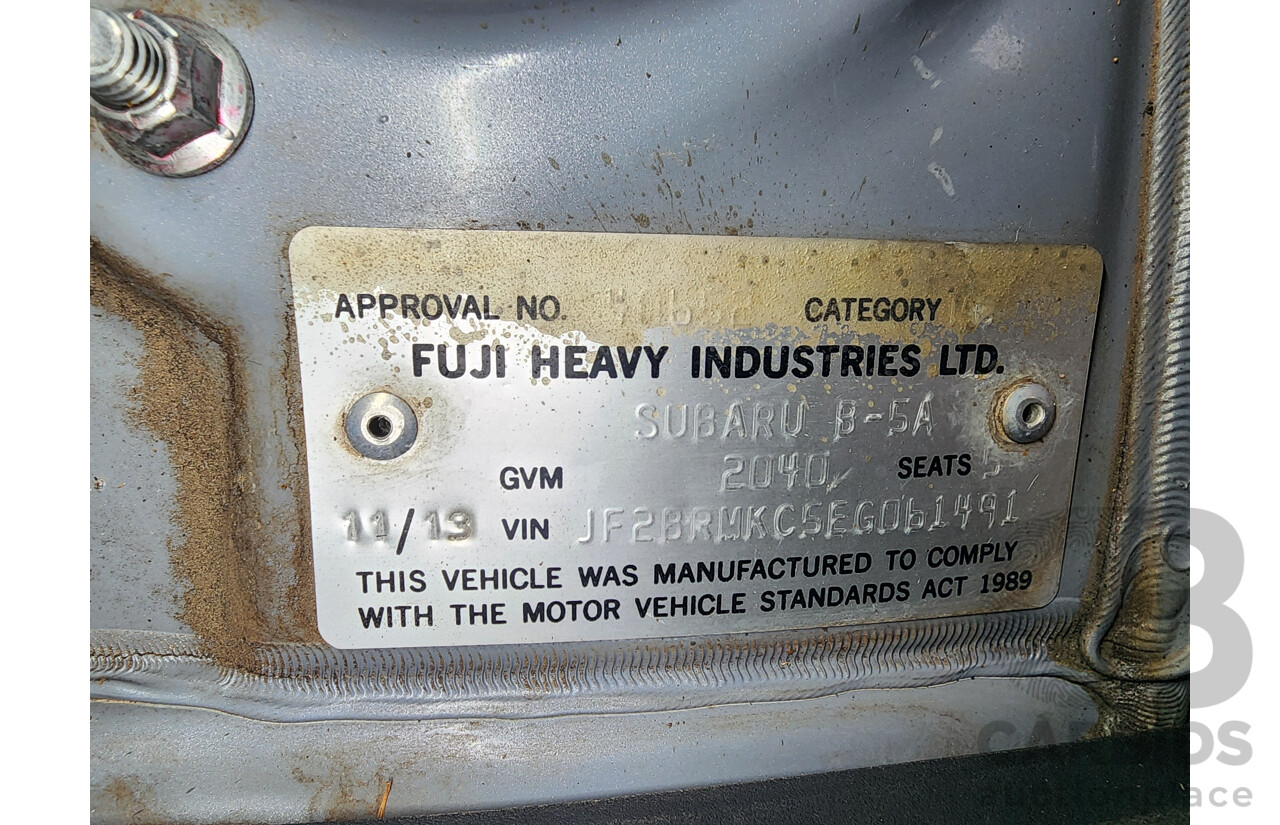 APPROVAL NO. CATEGORY
FUJI HEAVY INDUSTRIES LTD.
SUBARU B-5A
GVM 2040 SEATS 5
11/13 VIN JF2BRMKC5EG061491
THIS VEHICLE WAS MANUFACTURED TO COMPLY
WITH THE MOTOR VEHICLE STANDARDS ACT 1989